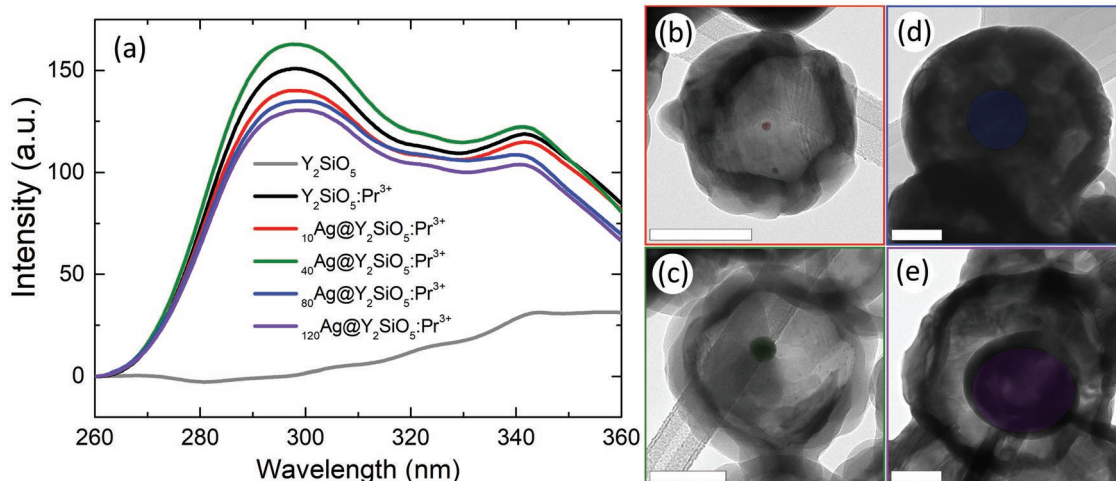 (a)
Intensity (a.u.)
150
100
50
0
260
280
300
320
340
360
Wavelength (nm)
Y₂SiO₅
Y₂SiO₅:Pr³⁺
₁₀Ag@Y₂SiO₅:Pr³⁺
₄₀Ag@Y₂SiO₅:Pr³⁺
₈₀Ag@Y₂SiO₅:Pr³⁺
₁₂₀Ag@Y₂SiO₅:Pr³⁺
(b)
(d)
(c)
(e)